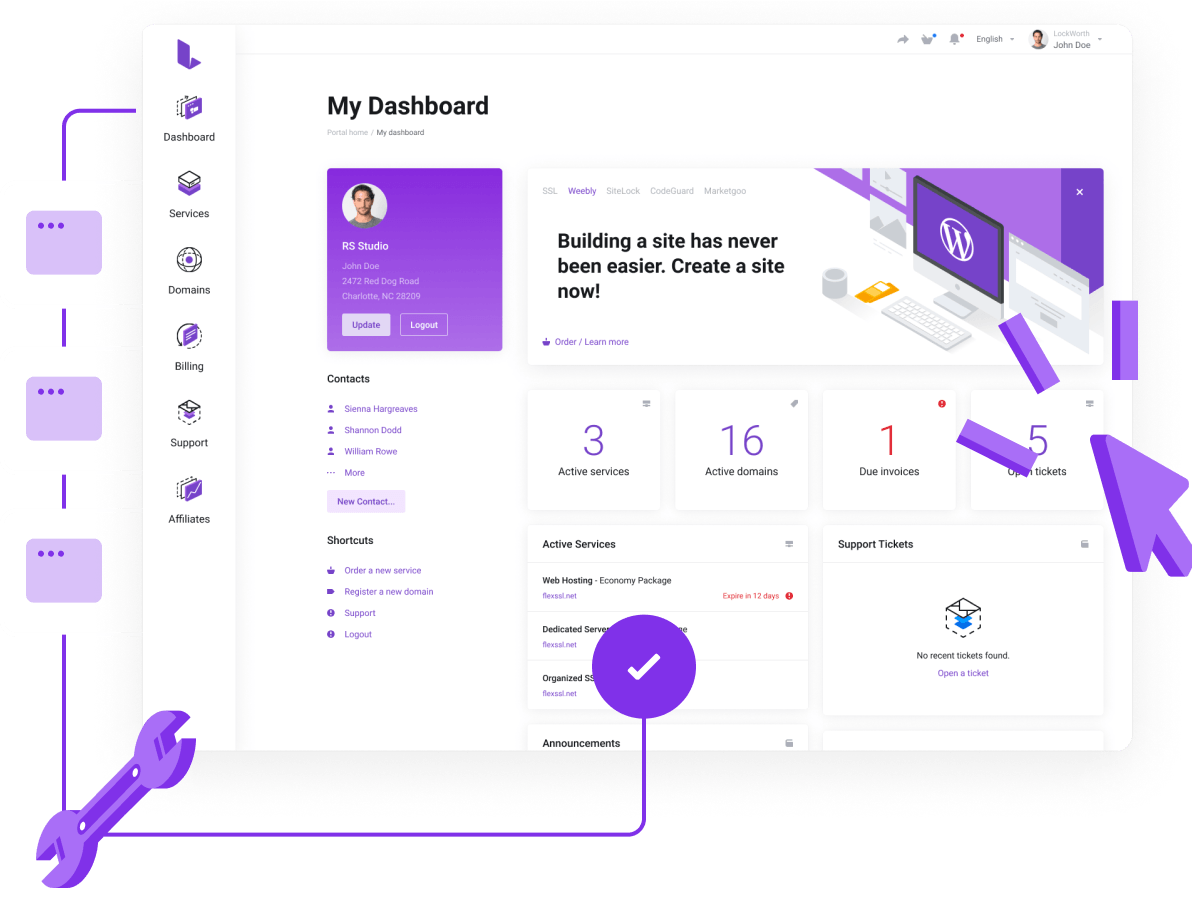 English
LockWorth
John Doe
Dashboard
Services
Domains
Billing
Support
Affiliates
My Dashboard
Portal home / My dashboard
RS Studio
John Doe
2472 Red Dog Road
Charlotte, NC 28209
Update Logout
Contacts
Sienna Hargreaves
Shannon Dodd
William Rowe
More
New Contact...
Shortcuts
Order a new service
Register a new domain
Support
Logout
SSL Weebly SiteLock CodeGuard Marketgoo
Building a site has never
been easier. Create a site
now!
Order / Learn more
3
Active services
16
Active domains
1
Due invoices
5
Open tickets
Active Services
Web Hosting - Economy Package
flexssl.net
Expire in 12 days
Dedicated Server
flexssl.net
Organized
flexssl.net
Announcements
Support Tickets
No recent tickets found.
Open a ticket